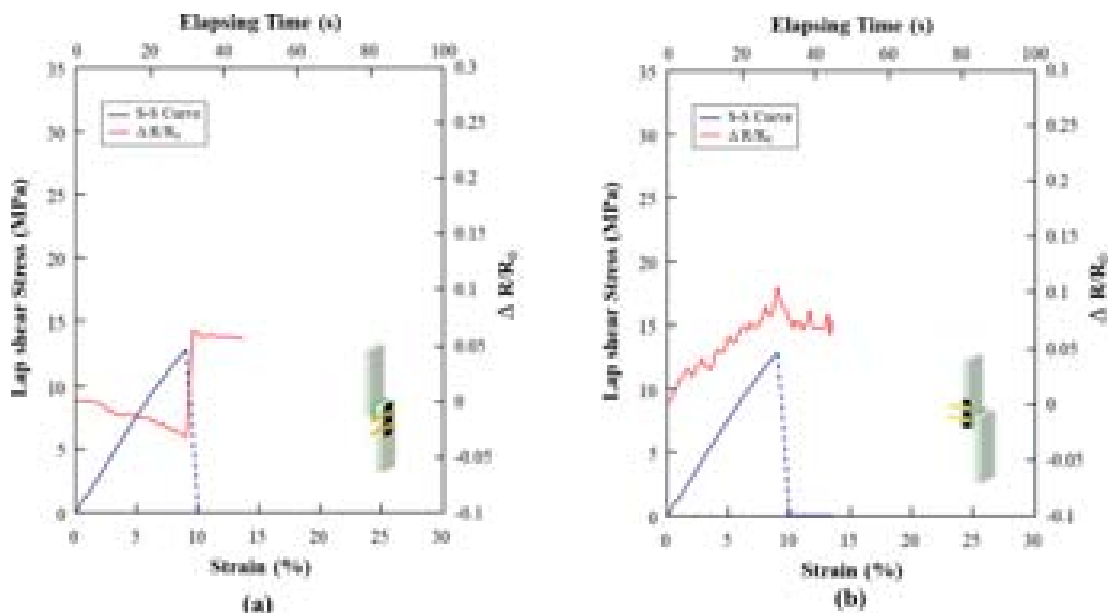 Elapsing Time (s)
0 20 40 60 80 100
35
30
25
20
15
10
5
0
Lap shear Stress (MPa)
S-S Curve
Δ R/R0
0.3
0.25
0.2
0.15
0.1
0.05
0
-0.05
-0.1
Δ R/R0
0 5 10 15 20 25 30
Strain (%)
(a)
Elapsing Time (s)
0 20 40 60 80 100
35
30
25
20
15
10
5
0
Lap shear Stress (MPa)
S-S Curve
Δ R/R0
0.3
0.25
0.2
0.15
0.1
0.05
0
-0.05
-0.1
Δ R/R0
0 5 10 15 20 25 30
Strain (%)
(b)